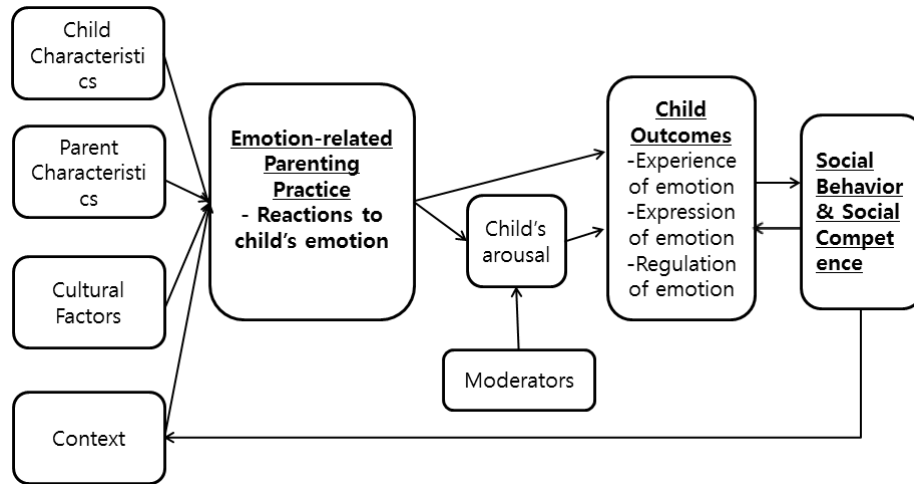 Child
Characteristi
cs
Parent
Characteristi
cs
Cultural
Factors
Context
Emotion-related
Parenting
Practice
- Reactions to
child's emotion
Child's
arousal
Moderators
Child
Outcomes
-Experience
of emotion
-Expression
of emotion
-Regulation
of emotion
Social
Behavior
& Social
Compet
ence